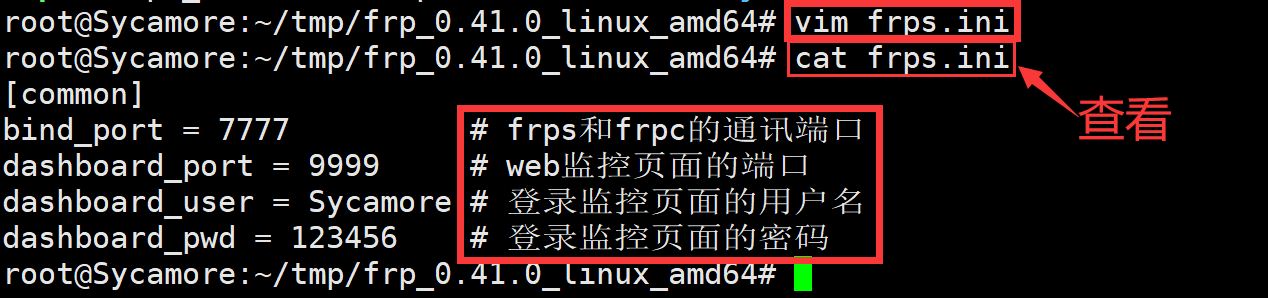 root@Sycamore:~/tmp/frp_0.41.0_linux_amd64# vim frps.ini
root@Sycamore:~/tmp/frp_0.41.0_linux_amd64# cat frps.ini
查看
[common]
bind_port = 7777 # frps和frpc的通讯端口
dashboard_port = 9999 # web监控页面的端口
dashboard_user = Sycamore # 登录监控页面的用户名
dashboard_pwd = 123456 # 登录监控页面的密码
root@Sycamore:~/tmp/frp_0.41.0_linux_amd64#